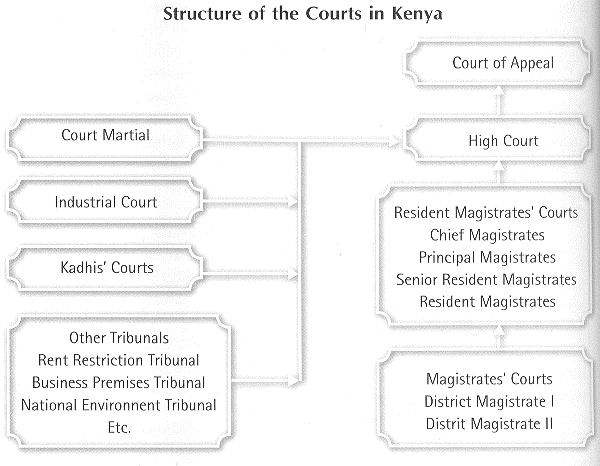 Structure of the Courts in Kenya
Court of Appeal
Court Martial
High Court
Industrial Court
Kadhis' Courts
Other Tribunals
Rent Restriction Tribunal
Business Premises Tribunal
National Environnent Tribunal
Etc.
Resident Magistrates' Courts
Chief Magistrates
Principal Magistrates
Senior Resident Magistrates
Resident Magistrates
Magistrates' Courts
District Magistrate I
Distrit Magistrate II